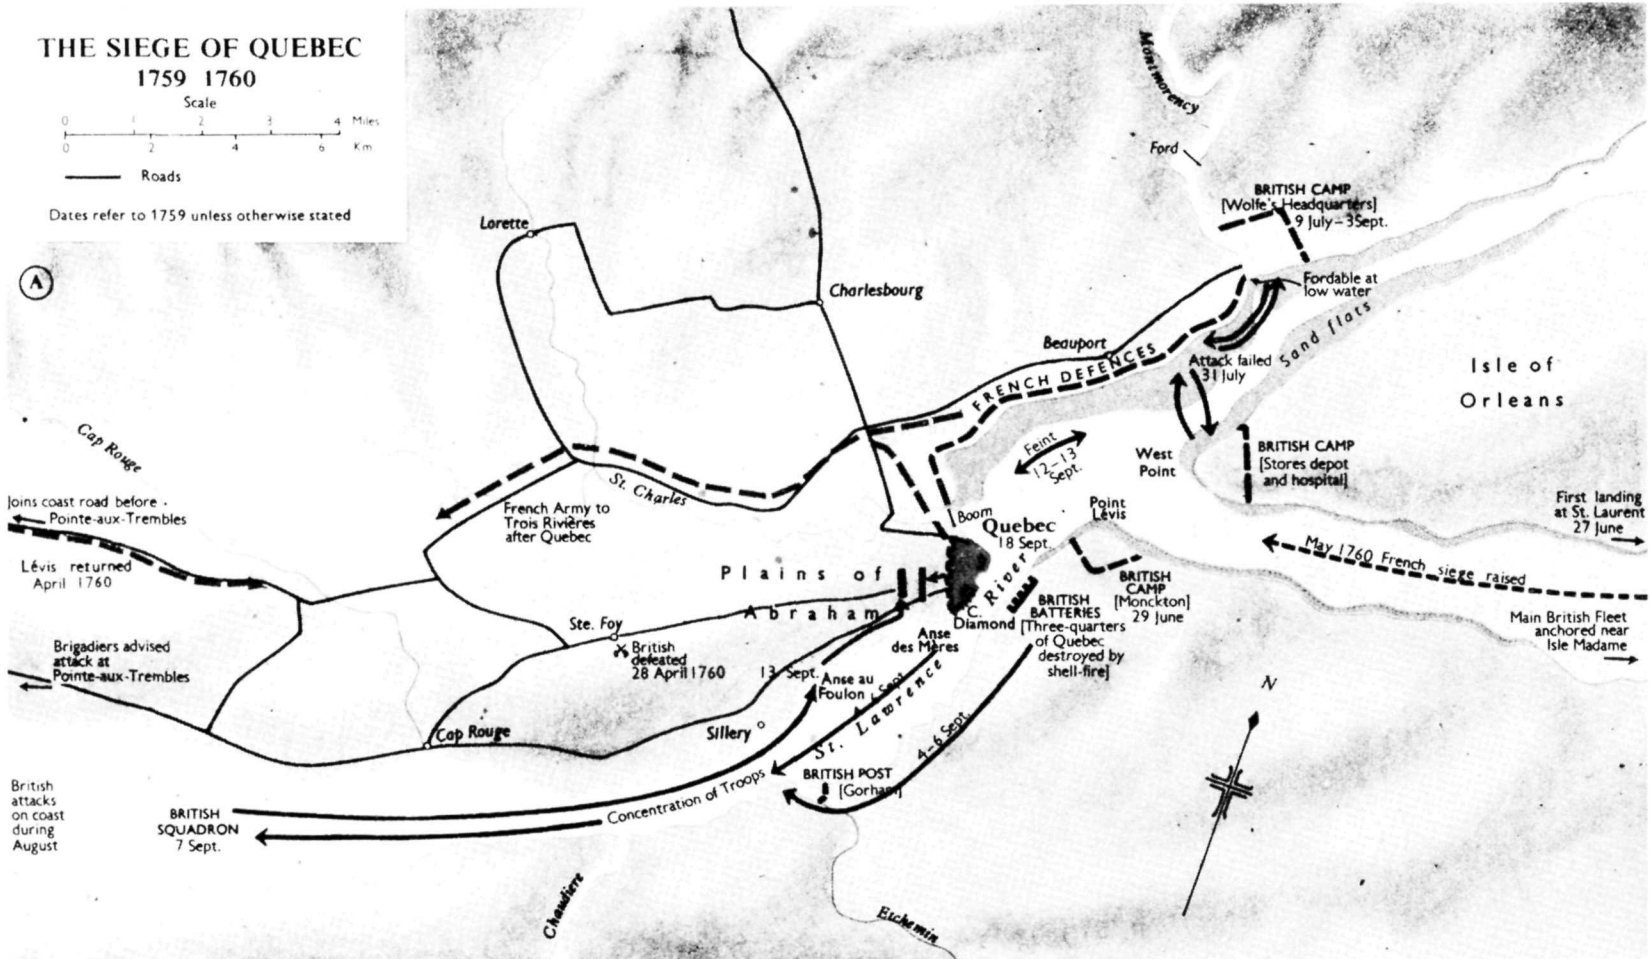 THE SIEGE OF QUEBEC
1759 1760
Scale
0 1 2 3 4 Miles
0 2 4 6 Km
Roads
Dates refer to 1759 unless otherwise stated
A
Montmorency
Ford
BRITISH CAMP
[Wolfe's Headquarters]
9 July – 3 Sept.
Fordable at
low water
Lorette
Charlesbourg
Beauport
FRENCH DEFENCES
Attack failed
31 July
Sand flats
Isle of
Orleans
Cap Rouge
Feint
12–13
Sept.
West
Point
BRITISH CAMP
[Stores depot
and hospital]
Joins coast road before
Pointe-aux-Trembles
St. Charles
French Army to
Trois Rivières
after Quebec
Boom
Quebec
18 Sept.
Point
Lévis
First landing
at St. Laurent
27 June
Lévis returned
April 1760
Plains of
Abraham
River
May 1760 French siege raised
BRITISH
CAMP
[Monckton]
29 June
C.
Diamond
BRITISH
BATTERIES
[Three-quarters
of Quebec
destroyed by
shell-fire]
Main British Fleet
anchored near
Isle Madame
Ste. Foy
British
defeated
28 April 1760
Anse
des Mères
Brigadiers advised
attack at
Pointe-aux-Trembles
13 Sept.
Anse au
Foulon
Sept.
St. Lawrence
4–6 Sept.
N
Sillery
Cap Rouge
BRITISH POST
[Gorham]
Concentration of Troops
British
attacks
on coast
during
August
BRITISH
SQUADRON
7 Sept.
Chaudiere
Etchemin